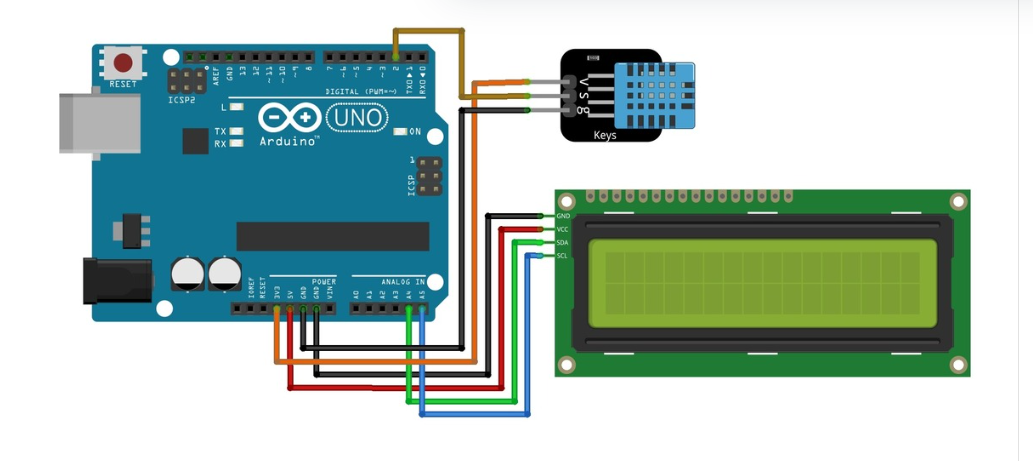 RESET
ICSP2
AREF
GND
13
12
~11
~10
~9
8
7
~6
~5
4
~3
2
TXD▶1
RXD◀0
DIGITAL (PWM=~)
L
TX
RX
UNO
Arduino™
ON
1
ICSP
POWER
ANALOG IN
IOREF
RESET
3V3
5V
GND
GND
VIN
A0
A1
A2
A3
A4
A5
V
S
g
Keys
GND
VCC
SDA
SCL